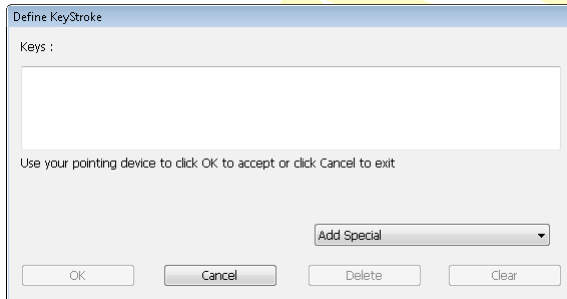 Define KeyStroke
Keys :
Use your pointing device to click OK to accept or click Cancel to exit
Add Special
OK Cancel Delete Clear